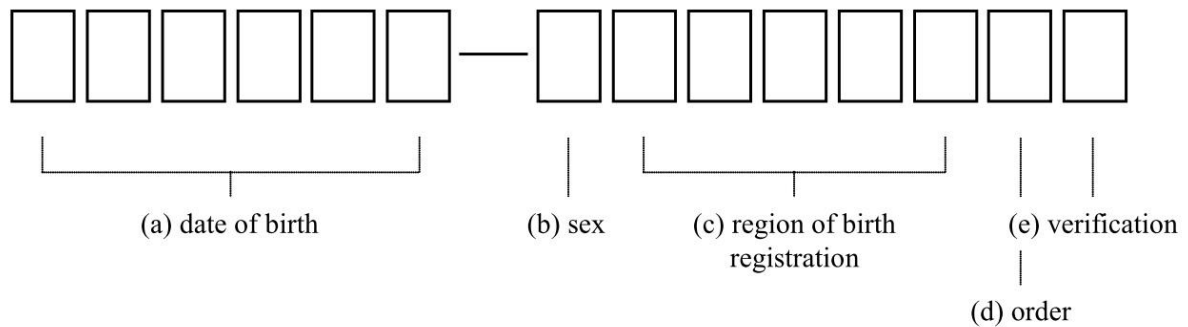 (a) date of birth
(b) sex
(c) region of birth
registration
(e) verification
(d) order